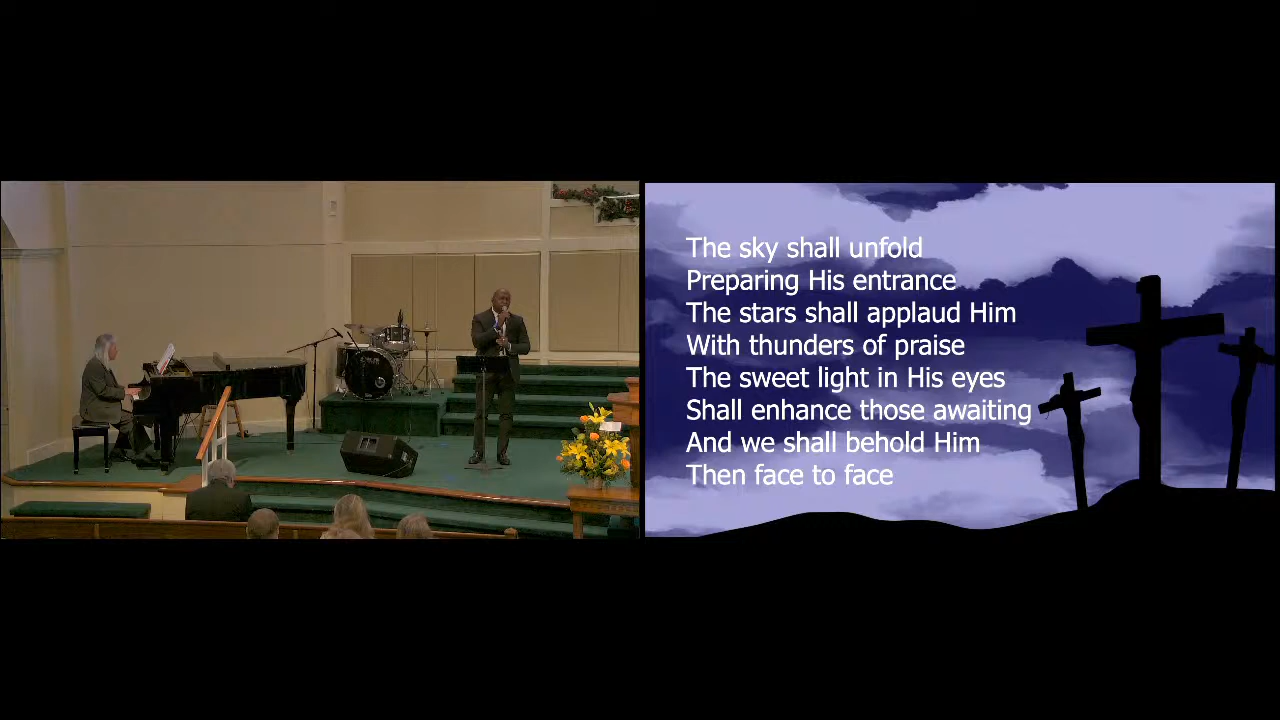 The sky shall unfold
Preparing His entrance
The stars shall applaud Him
With thunders of praise
The sweet light in His eyes
Shall enhance those awaiting
And we shall behold Him
Then face to face